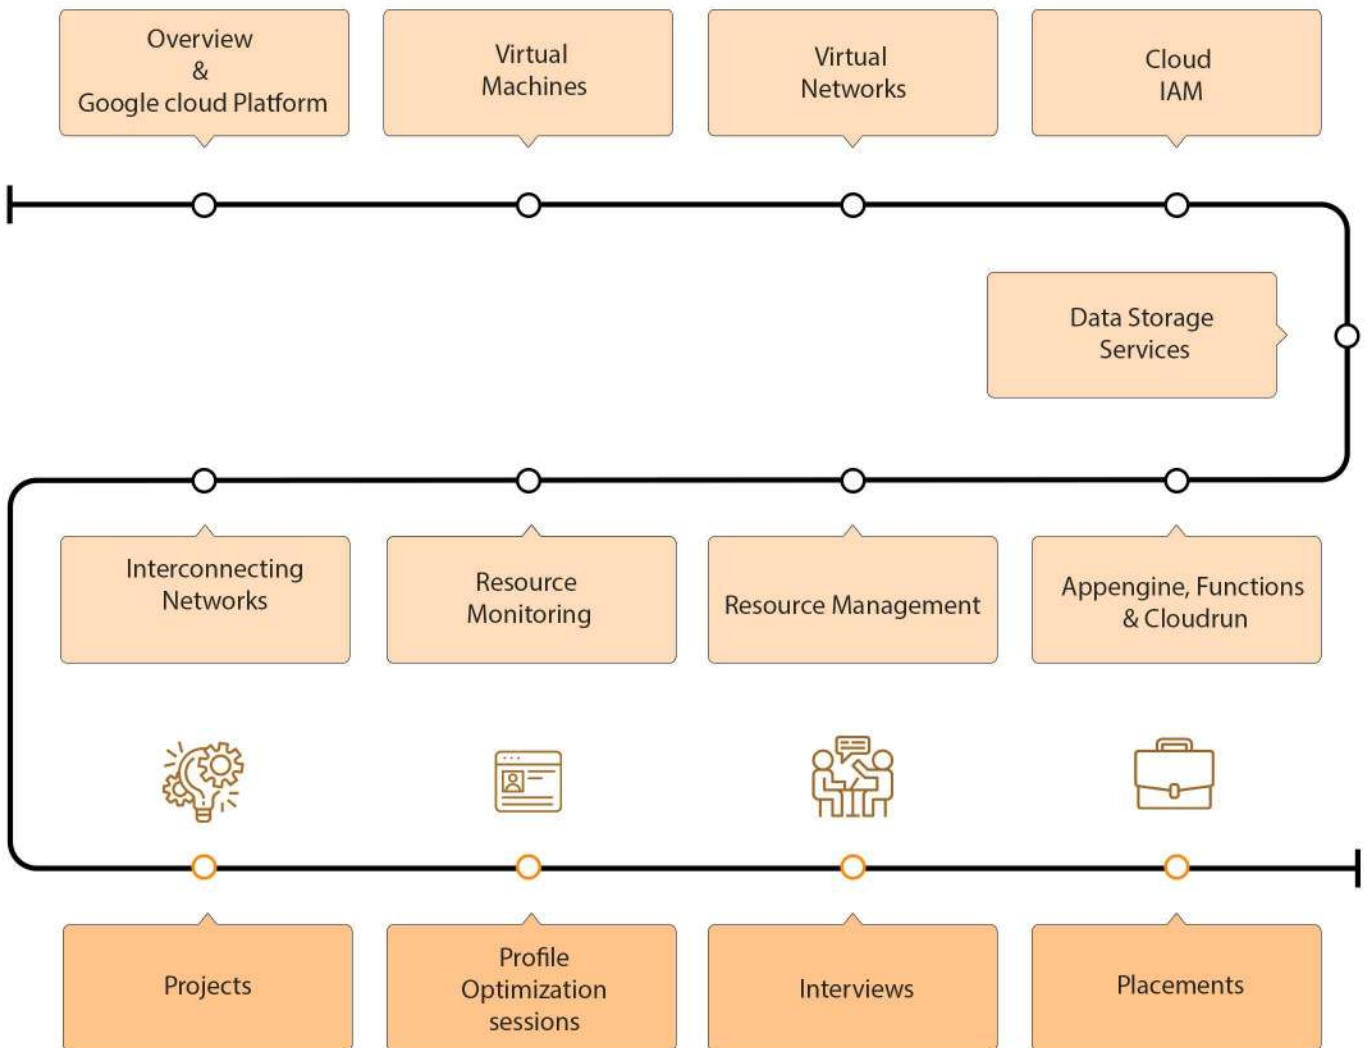 Overview
&
Google cloud Platform
Virtual
Machines
Virtual
Networks
Cloud
IAM
Data Storage
Services
Interconnecting
Networks
Resource
Monitoring
Resource Management
Appengine, Functions
& Cloudrun
Projects
Profile
Optimization
sessions
Interviews
Placements